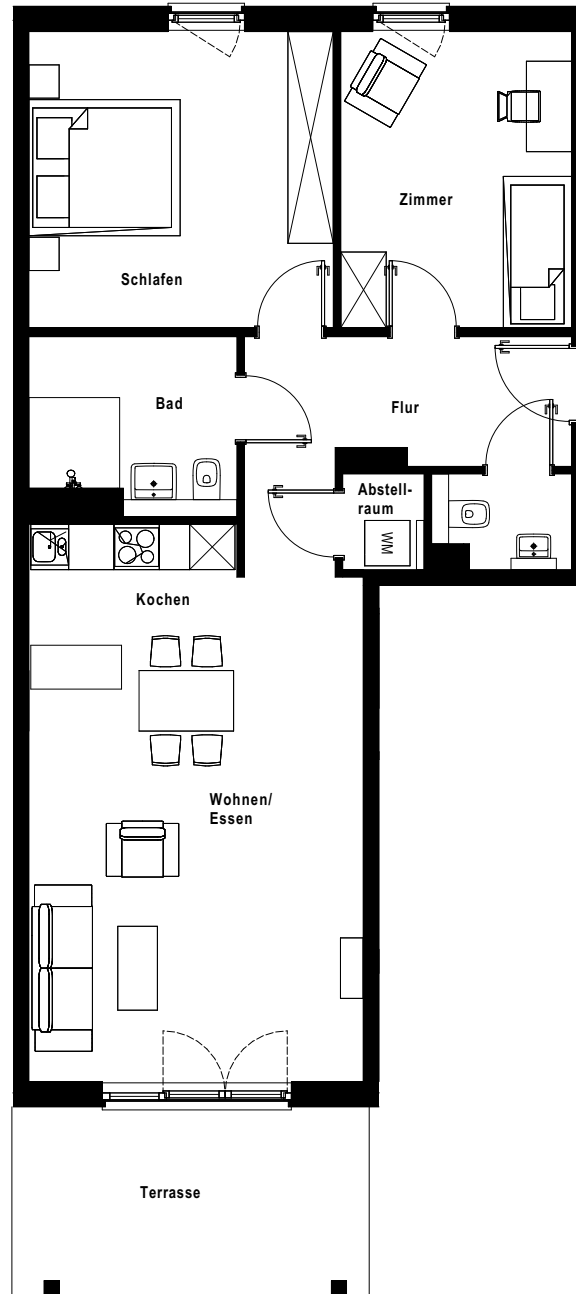 Zimmer
Schlafen
Bad
Flur
Abstell-
raum
WM
Kochen
Wohnen/
Essen
Terrasse